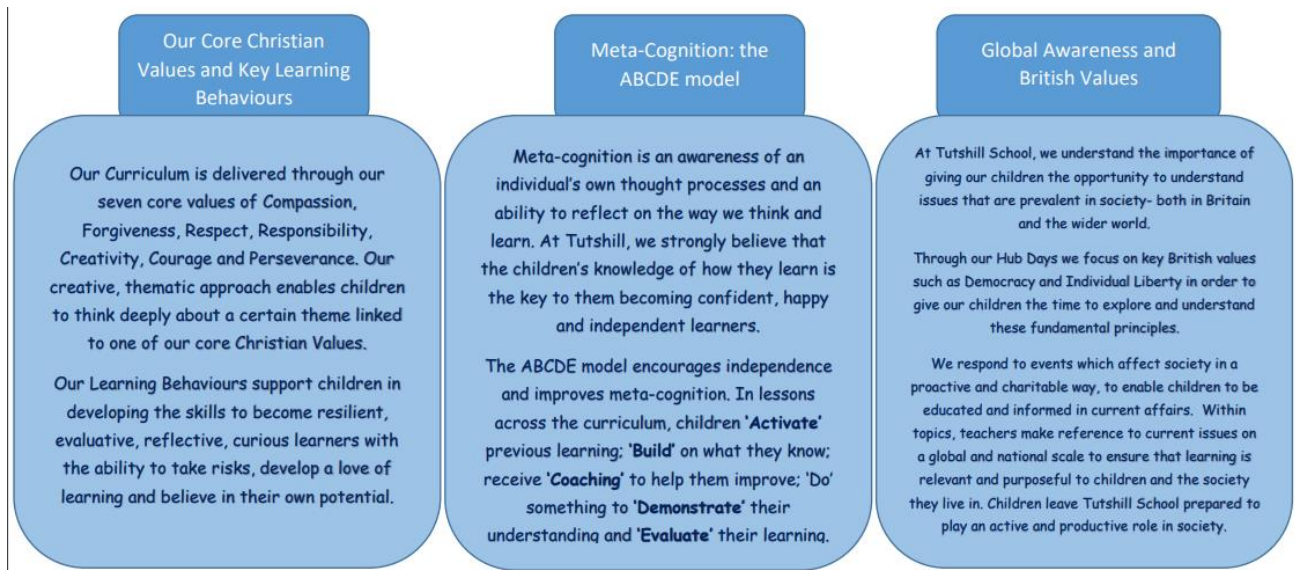 Our Core Christian
Values and Key Learning
Behaviours
Our Curriculum is delivered through our
seven core values of Compassion,
Forgiveness, Respect, Responsibility,
Creativity, Courage and Perseverance. Our
creative, thematic approach enables children
to think deeply about a certain theme linked
to one of our core Christian Values.
Our Learning Behaviours support children in
developing the skills to become resilient,
evaluative, reflective, curious learners with
the ability to take risks, develop a love of
learning and believe in their own potential.
Meta-Cognition: the
ABCDE model
Meta-cognition is an awareness of an
individual's own thought processes and an
ability to reflect on the way we think and
learn. At Tutshill, we strongly believe that
the children's knowledge of how they learn is
the key to them becoming confident, happy
and independent learners.
The ABCDE model encourages independence
and improves meta-cognition. In lessons
across the curriculum, children 'Activate'
previous learning; 'Build' on what they know;
receive 'Coaching' to help them improve; 'Do'
something to 'Demonstrate' their
understanding and 'Evaluate' their learning.
Global Awareness and
British Values
At Tutshill School, we understand the importance of
giving our children the opportunity to understand
issues that are prevalent in society- both in Britain
and the wider world.
Through our Hub Days we focus on key British values
such as Democracy and Individual Liberty in order to
give our children the time to explore and understand
these fundamental principles.
We respond to events which affect society in a
proactive and charitable way, to enable children to be
educated and informed in current affairs. Within
topics, teachers make reference to current issues on
a global and national scale to ensure that learning is
relevant and purposeful to children and the society
they live in. Children leave Tutshill School prepared to
play an active and productive role in society.